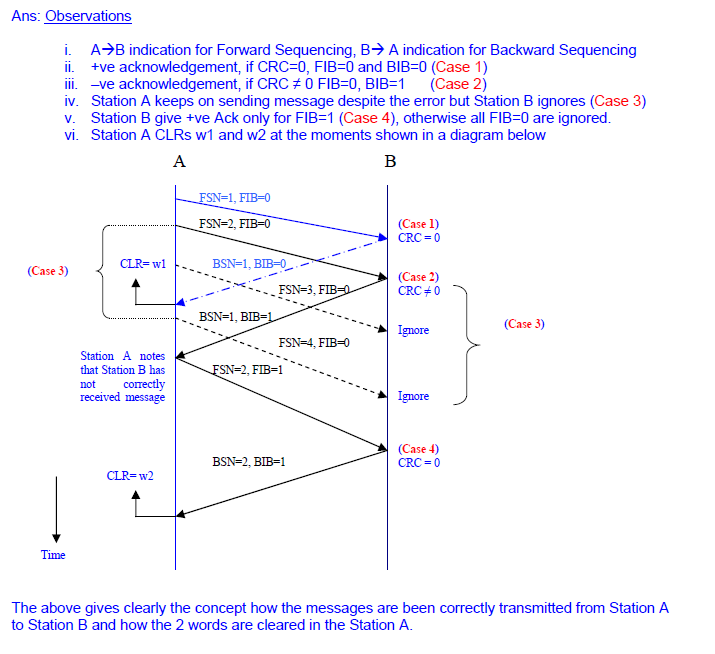 Ans: Observations
i. A→B indication for Forward Sequencing, B→ A indication for Backward Sequencing
ii. +ve acknowledgement, if CRC=0, FIB=0 and BIB=0 (Case 1)
iii. –ve acknowledgement, if CRC ≠ 0 FIB=0, BIB=1 (Case 2)
iv. Station A keeps on sending message despite the error but Station B ignores (Case 3)
v. Station B give +ve Ack only for FIB=1 (Case 4), otherwise all FIB=0 are ignored.
vi. Station A CLRs w1 and w2 at the moments shown in a diagram below
A B
FSN=1, FIB=0
FSN=2, FIB=0
(Case 1)
CRC = 0
(Case 3)
CLR= w1
BSN=1, BIB=0
(Case 2)
CRC ≠ 0
FSN=3, FIB=0
BSN=1, BIB=1
Ignore
(Case 3)
FSN=4, FIB=0
Station A notes
that Station B has
not correctly
received message
FSN=2, FIB=1
Ignore
(Case 4)
CRC = 0
BSN=2, BIB=1
CLR= w2
Time
The above gives clearly the concept how the messages are been correctly transmitted from Station A
to Station B and how the 2 words are cleared in the Station A.